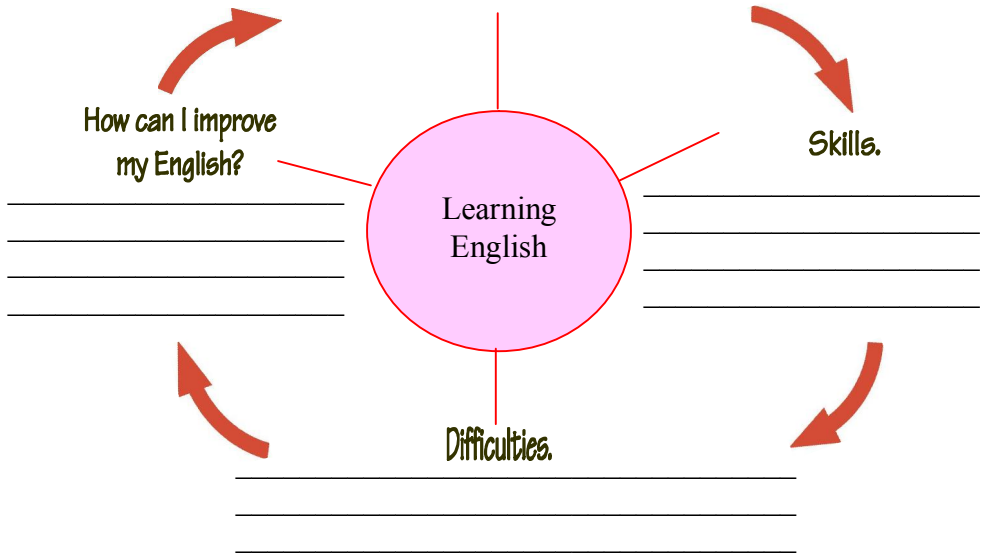 How can I improve
my English?
Skills.
Learning
English
Difficulties.